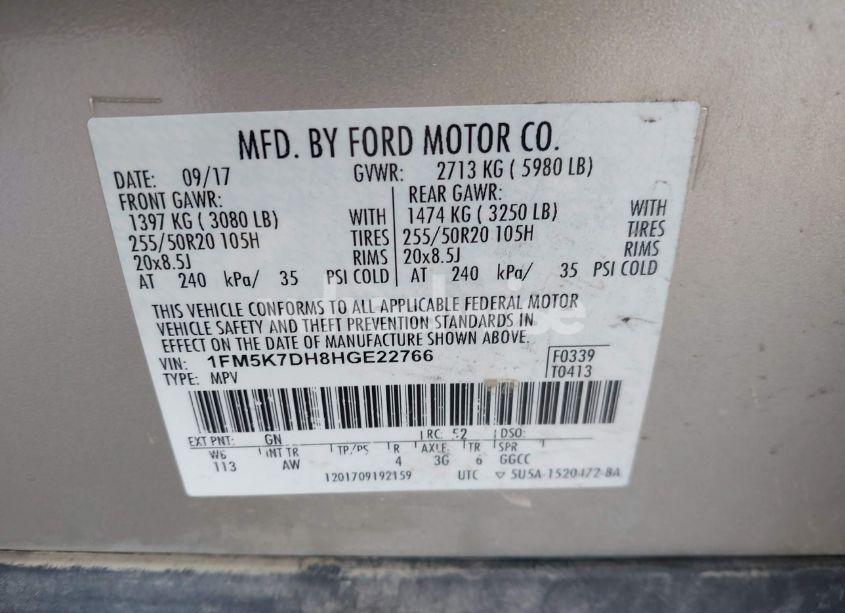 MFD. BY FORD MOTOR CO.
DATE: 09/17 GVWR: 2713 KG ( 5980 LB)
FRONT GAWR: REAR GAWR:
1397 KG ( 3080 LB) WITH 1474 KG ( 3250 LB) WITH
255/50R20 105H TIRES 255/50R20 105H TIRES
20x8.5J RIMS 20x8.5J RIMS
AT 240 kPa/ 35 PSI COLD AT 240 kPa/ 35 PSI COLD
THIS VEHICLE CONFORMS TO ALL APPLICABLE FEDERAL MOTOR
VEHICLE SAFETY AND THEFT PREVENTION STANDARDS IN
EFFECT ON THE DATE OF MANUFACTURE SHOWN ABOVE.
VIN: 1FM5K7DH8HGE22766 F0339
TYPE: MPV T0413
EXT PNT: GN RC: 52 DSO:
W6 INT TR TP/PS R AXLE TR SPR
113 AW 4 3G 6 GGCC
1201709192159 UTC ▽ 5U5A-1520472-BA